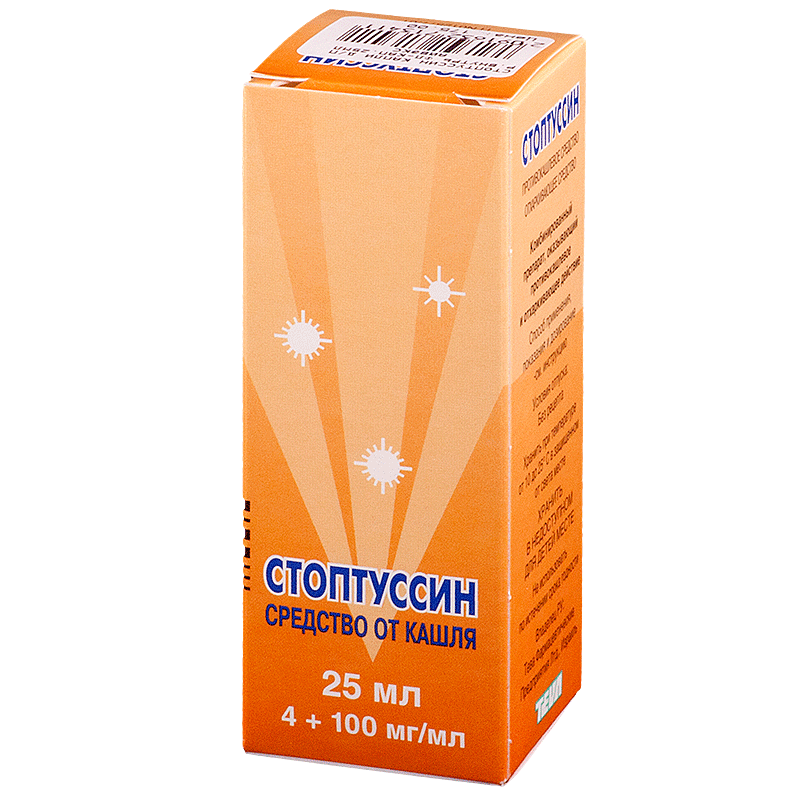 СТОПТУССИН
СТОПТУССИН
ПРОТИВОКАШЛЕВОЕ СРЕДСТВО
ОТХАРКИВАЮЩЕЕ СРЕДСТВО
Комбинированный
препарат, оказывающий
противокашлевое
и отхаркивающее действие
Способ применения,
показания и дозирование
-см. инструкцию
Условия отпуска:
Без рецепта
Хранить при температуре
от 10 до 25° С в защищенном
от света месте
ХРАНИТЬ
В НЕДОСТУПНОМ
ДЛЯ ДЕТЕЙ МЕСТЕ
Не использовать
по истечении срока годности
Владелец РУ:
Тева Фармацевтические
Предприятия Лтд., Израиль
ТЕВА
СТОПТУССИН
СРЕДСТВО ОТ КАШЛЯ
25 мл
4 + 100 мг/мл